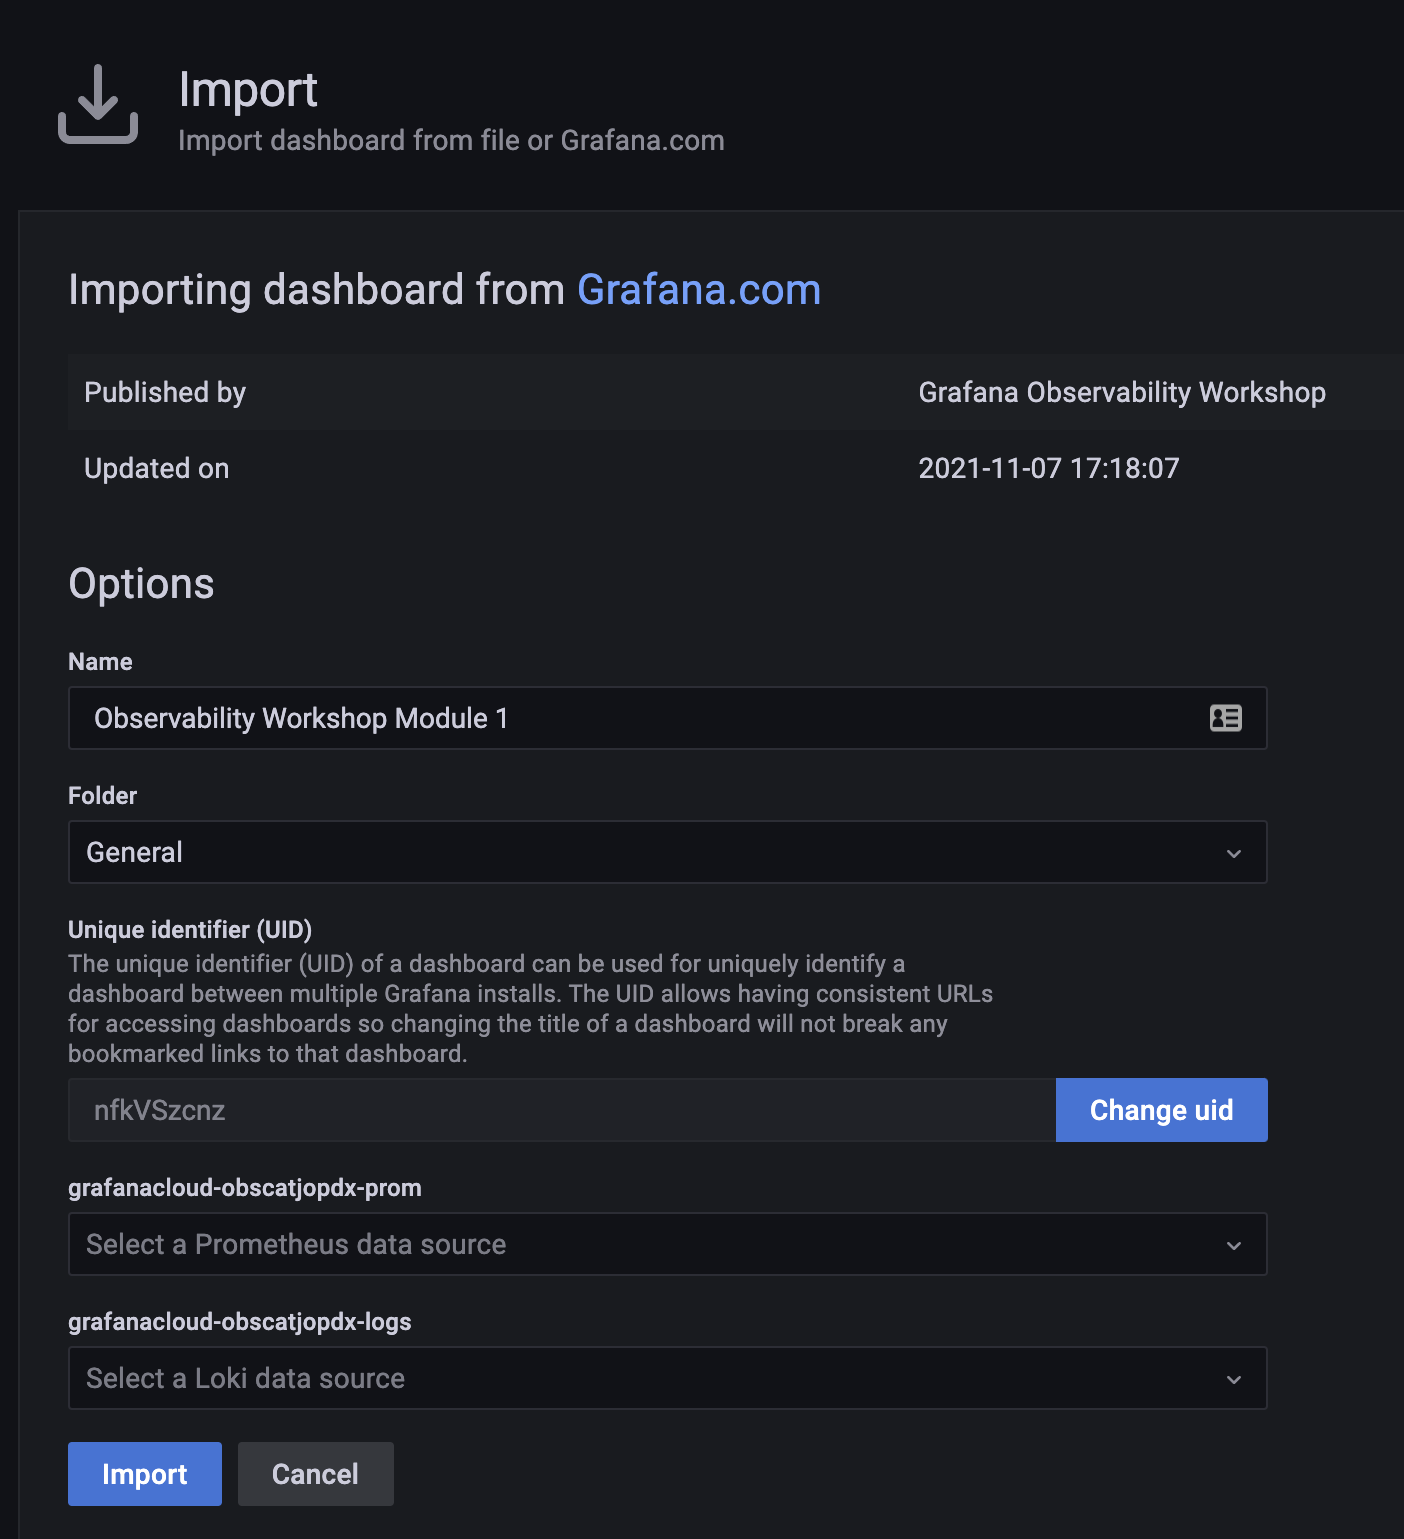 Import
Import dashboard from file or Grafana.com
Importing dashboard from Grafana.com
Published by Grafana Observability Workshop
Updated on 2021-11-07 17:18:07
Options
Name
Observability Workshop Module 1
Folder
General
Unique identifier (UID)
The unique identifier (UID) of a dashboard can be used for uniquely identify a
dashboard between multiple Grafana installs. The UID allows having consistent URLs
for accessing dashboards so changing the title of a dashboard will not break any
bookmarked links to that dashboard.
nfkVSzcnz Change uid
grafanacloud-obscatjopdx-prom
Select a Prometheus data source
grafanacloud-obscatjopdx-logs
Select a Loki data source
Import Cancel